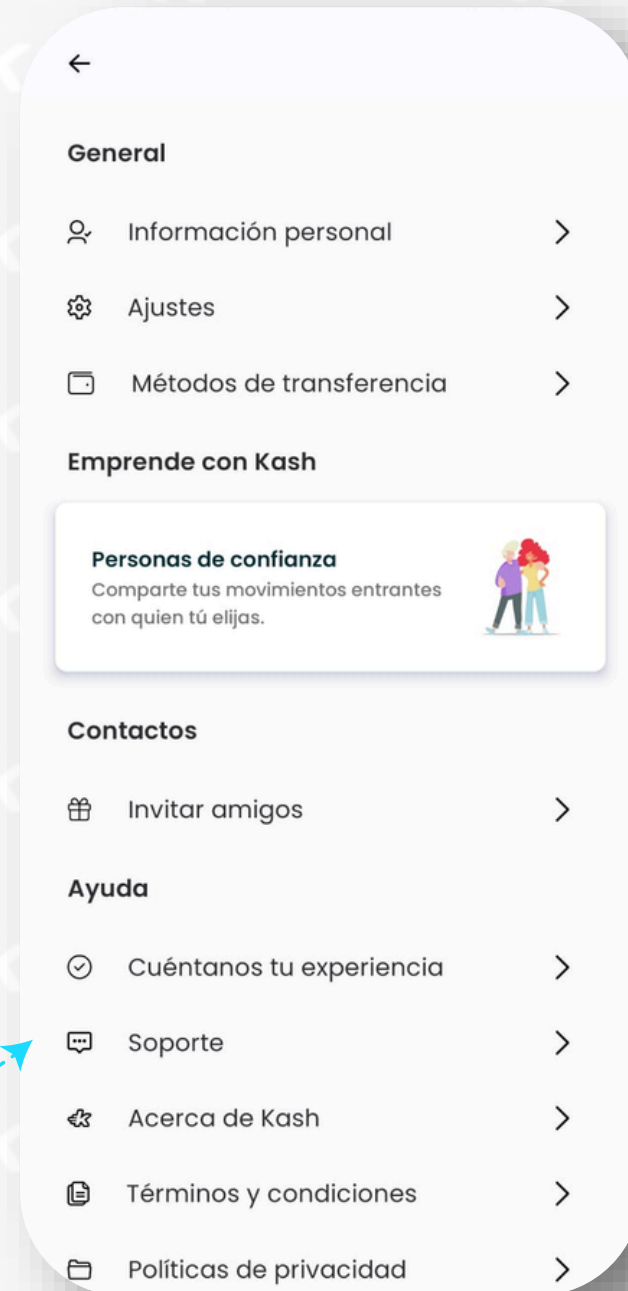 General
Información personal
Ajustes
Métodos de transferencia
Emprende con Kash
Personas de confianza
Comparte tus movimientos entrantes
con quien tú elijas.
Contactos
Invitar amigos
Ayuda
Cuéntanos tu experiencia
Soporte
Acerca de Kash
Términos y condiciones
Políticas de privacidad